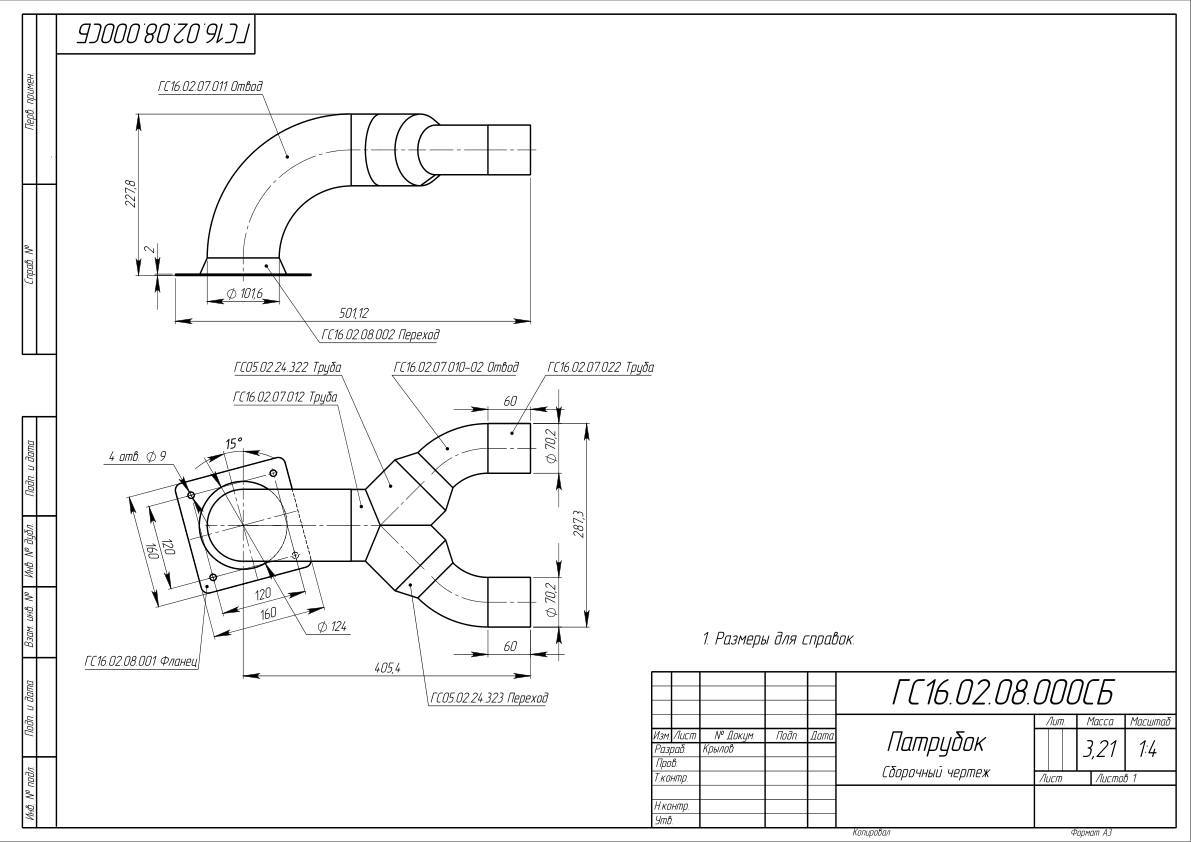 ГС16.02.08.000СБ
Перв. примен.
Справ. №
Подп. и дата
Инв. № дубл.
Взам. инв. №
Подп. и дата
Инв. № подл.
ГС16.02.07.011 Отвод
227,8
2
∅ 101,6
501,12
ГС16.02.08.002 Переход
ГС05.02.24.322 Труба
ГС16.02.07.010-02 Отвод
ГС16.02.07.022 Труба
ГС16.02.07.012 Труба
60
15°
4 отв. ∅ 9
∅ 70,2
287,3
160
120
120
160
∅ 70,2
∅ 124
60
ГС16.02.08.001 Фланец
405,4
ГС05.02.24.323 Переход
1. Размеры для справок.
ГС16.02.08.000СБ
Изм. Лист № Докум. Подп. Дата
Разраб. Крылов
Пров.
Т.контр.
Н.контр.
Утв.
Патрубок
Сборочный чертеж
Лит. Масса Масштаб
3,21 1:4
Лист Листов 1
Копировал Формат А3